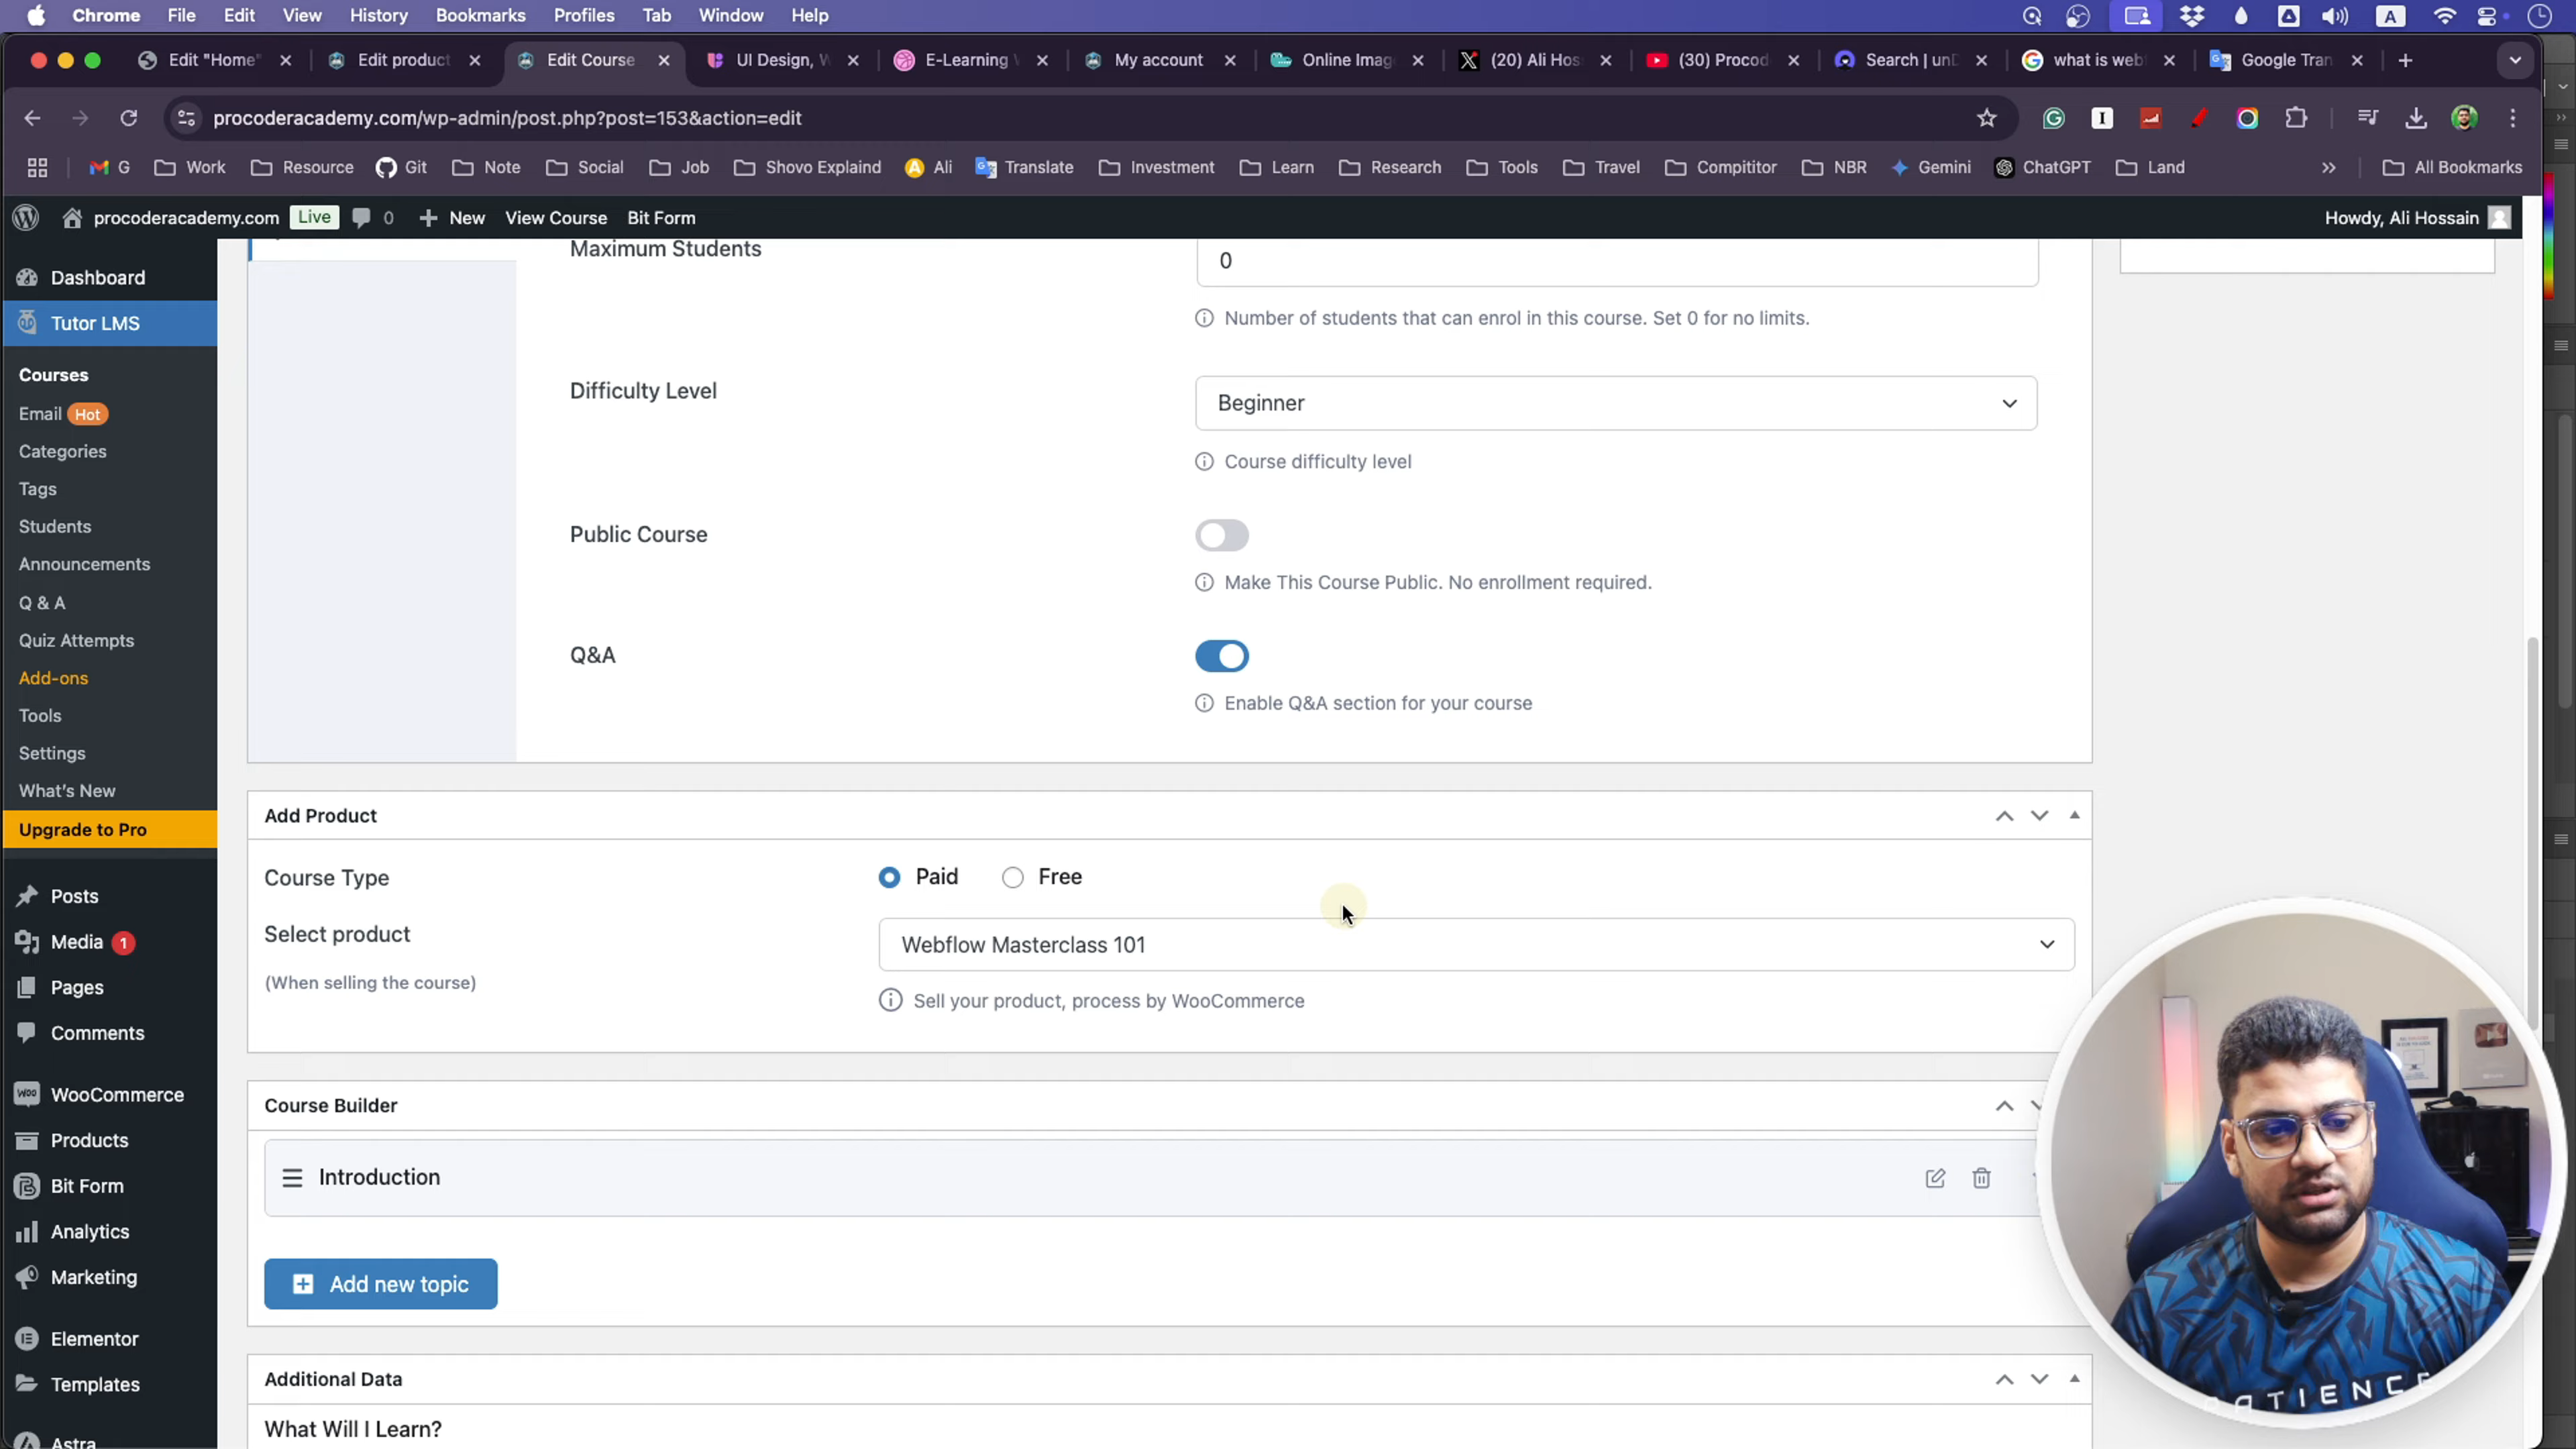 Chrome File Edit View History Bookmarks Profiles Tab Window Help
Edit "Home" Edit product Edit Course UI Design, W E-Learning My account Online Imag (20) Ali Hos (30) Procod Search | unD what is web Google Tran
procoderacademy.com/wp-admin/post.php?post=153&action=edit
G Work Resource Git Note Social Job Shovo Explaind Ali Translate Investment Learn Research Tools Travel Compititor NBR Gemini ChatGPT Land All Bookmarks
procoderacademy.com Live 0 New View Course Bit Form Howdy, Ali Hossain
Dashboard
Tutor LMS
Courses
Email Hot
Categories
Tags
Students
Announcements
Q & A
Quiz Attempts
Add-ons
Tools
Settings
What's New
Upgrade to Pro
Posts
Media 1
Pages
Comments
WooCommerce
Products
Bit Form
Analytics
Marketing
Elementor
Templates
Astra
Maximum Students
0
Number of students that can enrol in this course. Set 0 for no limits.
Difficulty Level
Beginner
Course difficulty level
Public Course
Make This Course Public. No enrollment required.
Q&A
Enable Q&A section for your course
Add Product
Course Type
Paid Free
Select product
Webflow Masterclass 101
(When selling the course)
Sell your product, process by WooCommerce
Course Builder
Introduction
Add new topic
Additional Data
What Will I Learn?
PATIENCE